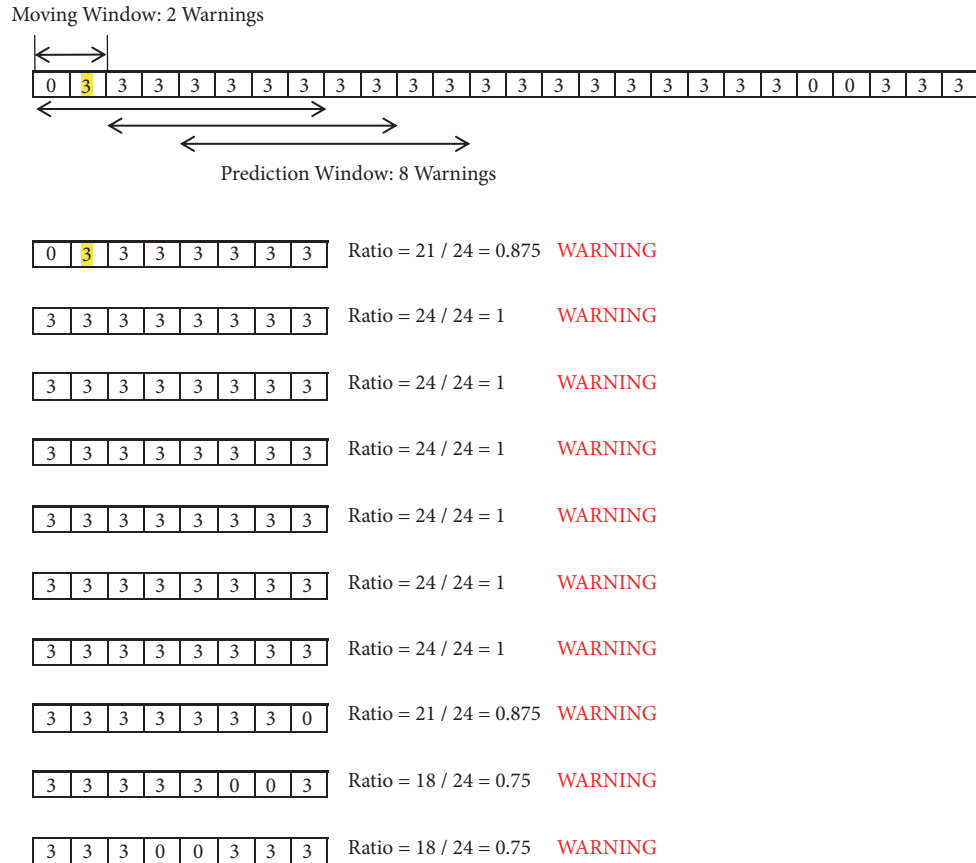 Moving Window: 2 Warnings
0 3 3 3 3 3 3 3 3 3 3 3 3 3 3 3 3 3 3 3 3 0 0 3 3 3
Prediction Window: 8 Warnings
0 3 3 3 3 3 3 3 Ratio = 21 / 24 = 0.875 WARNING
3 3 3 3 3 3 3 3 Ratio = 24 / 24 = 1 WARNING
3 3 3 3 3 3 3 3 Ratio = 24 / 24 = 1 WARNING
3 3 3 3 3 3 3 3 Ratio = 24 / 24 = 1 WARNING
3 3 3 3 3 3 3 3 Ratio = 24 / 24 = 1 WARNING
3 3 3 3 3 3 3 3 Ratio = 24 / 24 = 1 WARNING
3 3 3 3 3 3 3 3 Ratio = 24 / 24 = 1 WARNING
3 3 3 3 3 3 3 0 Ratio = 21 / 24 = 0.875 WARNING
3 3 3 3 3 0 0 3 Ratio = 18 / 24 = 0.75 WARNING
3 3 3 0 0 3 3 3 Ratio = 18 / 24 = 0.75 WARNING